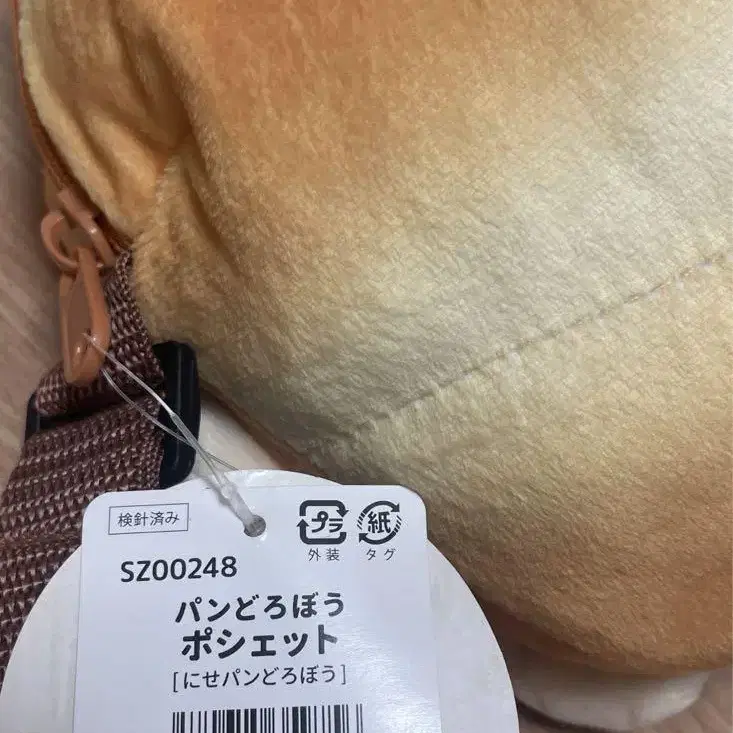 検針済み
プラ 紙
外装 タグ
SZ00248
パンどろぼう
ポシェット
[にせパンどろぼう]